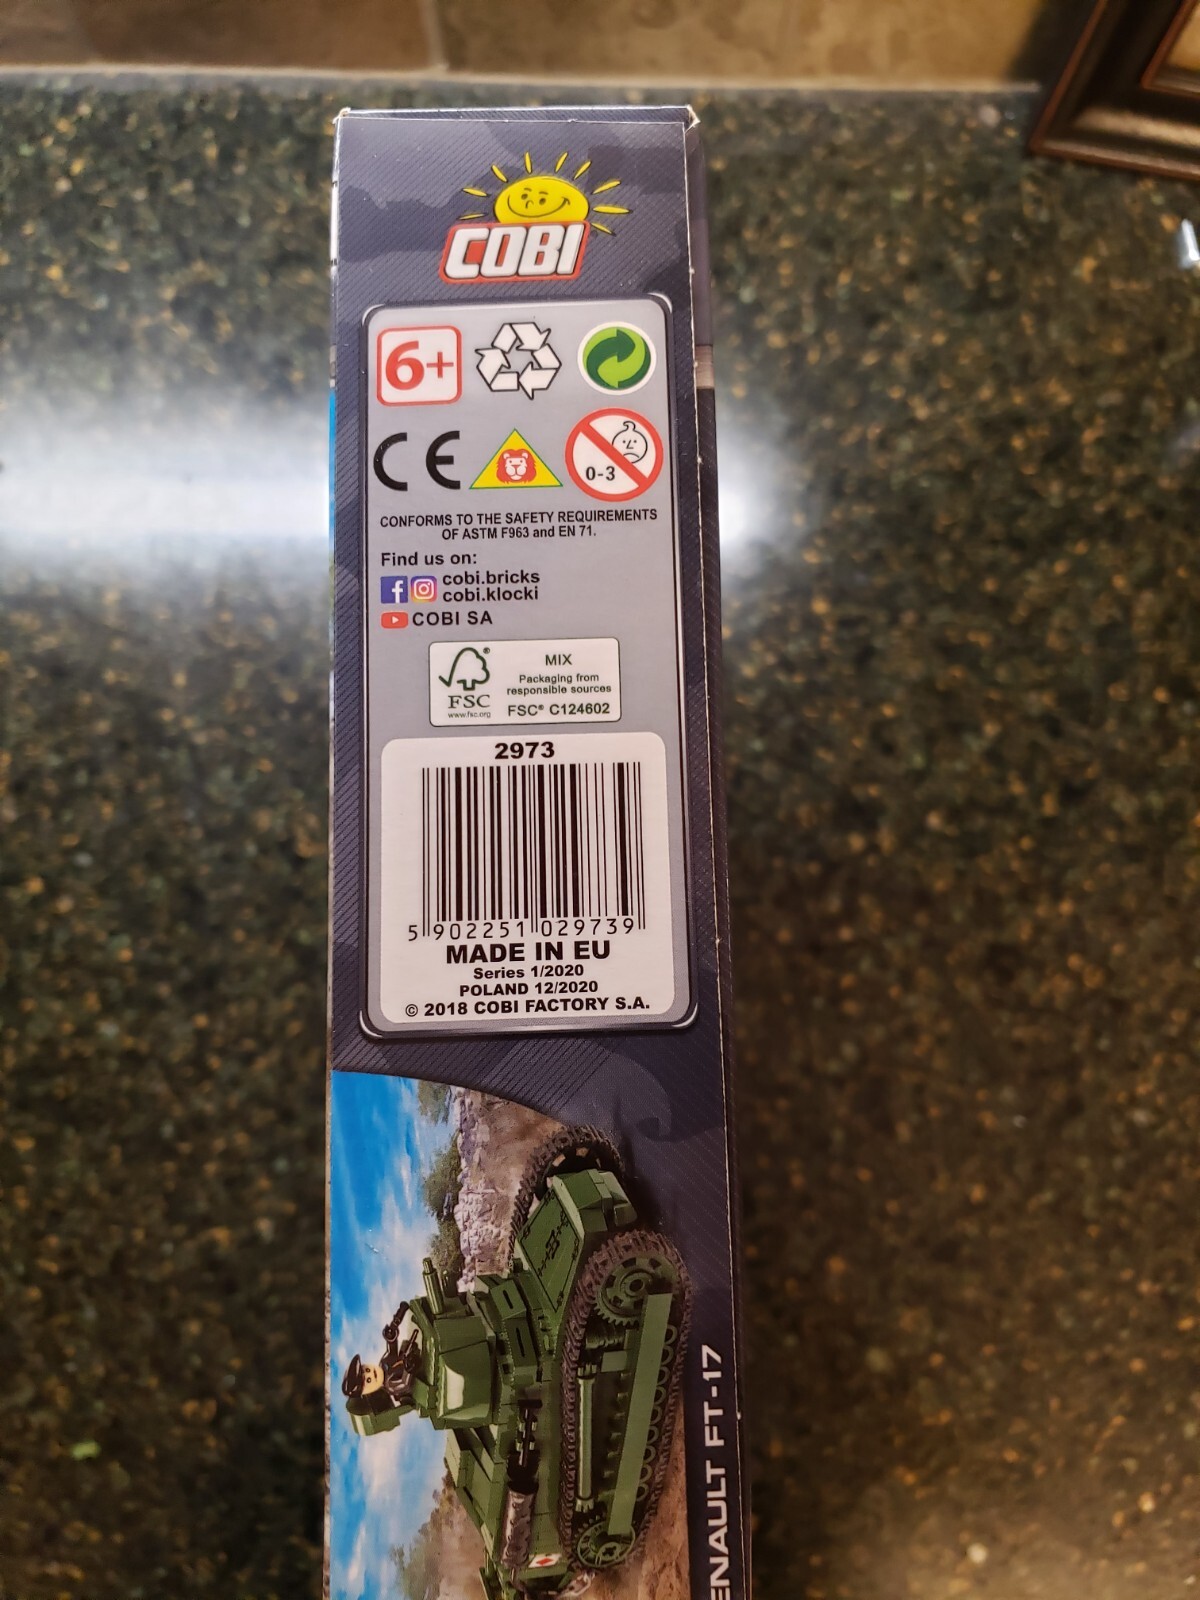 COBI
6+
CE
0-3
CONFORMS TO THE SAFETY REQUIREMENTS
OF ASTM F963 and EN 71.
Find us on:
cobi.bricks
cobi.klocki
COBI SA
FSC®
www.fsc.org
MIX
Packaging from
responsible sources
FSC® C124602
2973
5 902251 029739
MADE IN EU
Series 1/2020
POLAND 12/2020
© 2018 COBI FACTORY S.A.
ENAULT FT-17